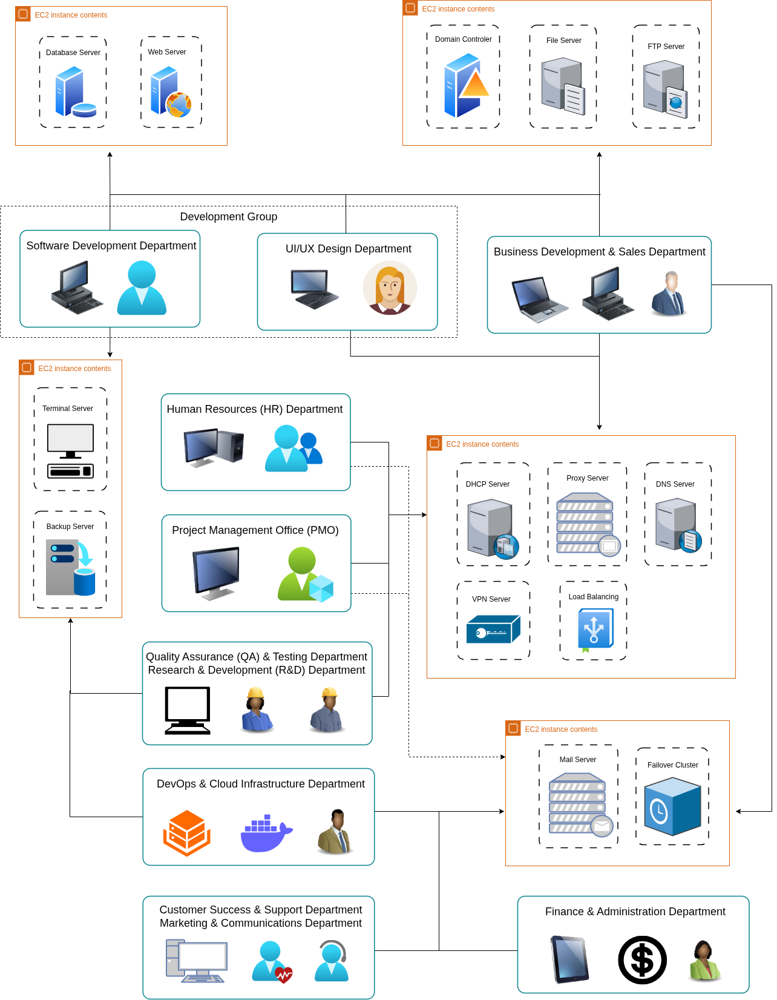 EC2 instance contents
Database Server
Web Server
EC2 instance contents
Domain Controler
File Server
FTP Server
Development Group
Software Development Department
UI/UX Design Department
Business Development & Sales Department
EC2 instance contents
Terminal Server
Backup Server
Human Resources (HR) Department
Project Management Office (PMO)
EC2 instance contents
DHCP Server
Proxy Server
DNS Server
VPN Server
Load Balancing
Quality Assurance (QA) & Testing Department
Research & Development (R&D) Department
EC2 instance contents
Mail Server
Failover Cluster
DevOps & Cloud Infrastructure Department
Customer Success & Support Department
Marketing & Communications Department
Finance & Administration Department